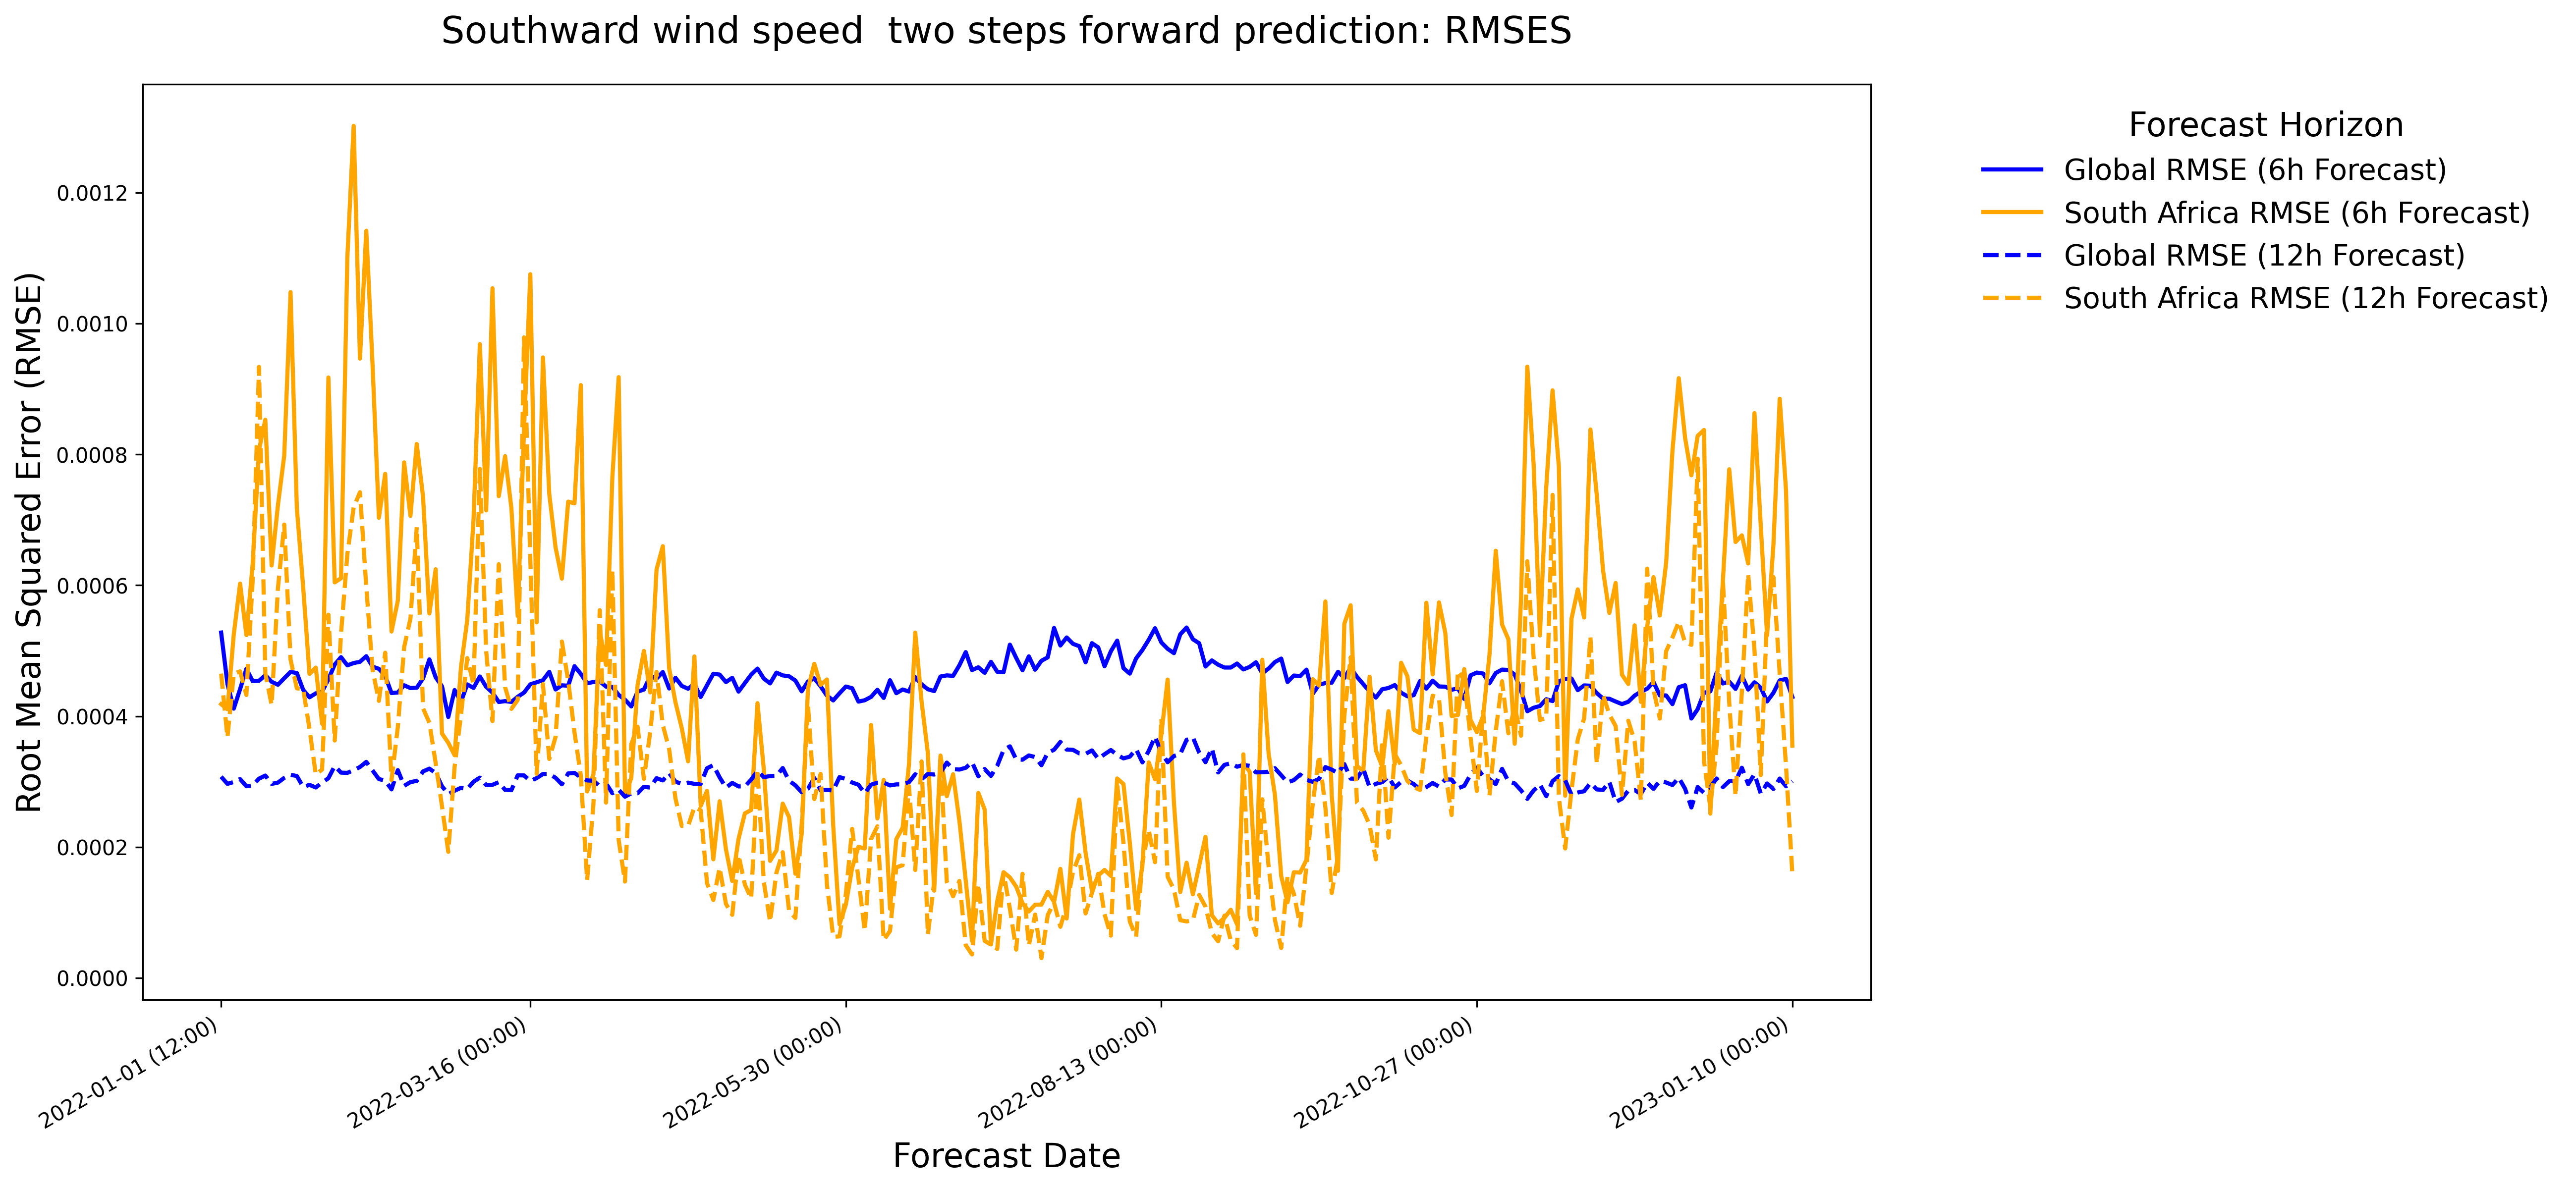 Southward wind speed  two steps forward prediction: RMSES
Forecast Horizon
Global RMSE (6h Forecast)
South Africa RMSE (6h Forecast)
Global RMSE (12h Forecast)
South Africa RMSE (12h Forecast)
Root Mean Squared Error (RMSE)
0.0012
0.0010
0.0008
0.0006
0.0004
0.0002
0.0000
2022-01-01 (12:00)
2022-03-16 (00:00)
2022-05-30 (00:00)
2022-08-13 (00:00)
2022-10-27 (00:00)
2023-01-10 (00:00)
Forecast Date